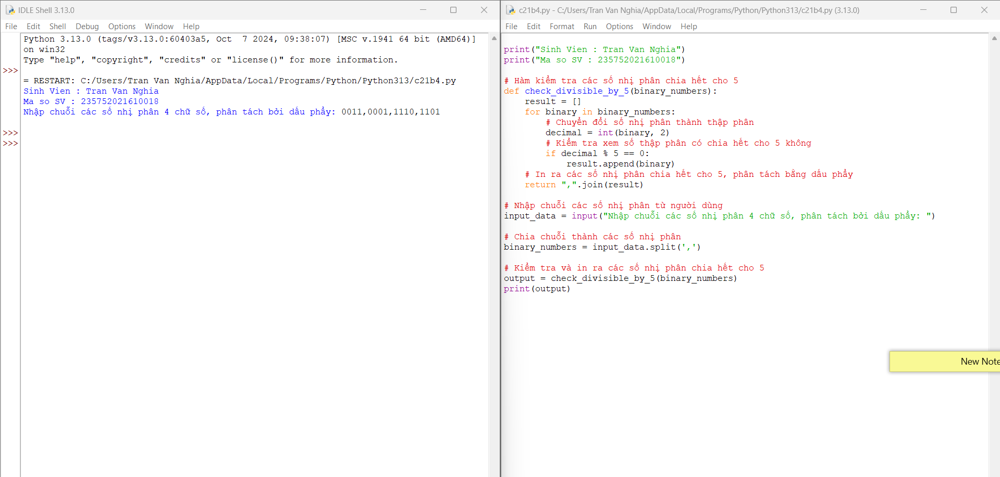 IDLE Shell 3.13.0
File Edit Shell Debug Options Window Help
Python 3.13.0 (tags/v3.13.0:60403a5, Oct  7 2024, 09:38:07) [MSC v.1941 64 bit (AMD64)]
on win32
Type "help", "copyright", "credits" or "license()" for more information.
>>>
= RESTART: C:/Users/Tran Van Nghia/AppData/Local/Programs/Python/Python313/c21b4.py
Sinh Vien : Tran Van Nghia
Ma so SV : 235752021610018
Nhập chuỗi các số nhị phân 4 chữ số, phân tách bởi dấu phẩy: 0011,0001,1110,1101
>>>
>>>
c21b4.py - C:/Users/Tran Van Nghia/AppData/Local/Programs/Python/Python313/c21b4.py (3.13.0)
File Edit Format Run Options Window Help
print("Sinh Vien : Tran Van Nghia")
print("Ma so SV : 235752021610018")
# Hàm kiểm tra các số nhị phân chia hết cho 5
def check_divisible_by_5(binary_numbers):
    result = []
    for binary in binary_numbers:
        # Chuyển đổi số nhị phân thành thập phân
        decimal = int(binary, 2)
        # Kiểm tra xem số thập phân có chia hết cho 5 không
        if decimal % 5 == 0:
            result.append(binary)
    # In ra các số nhị phân chia hết cho 5, phân tách bằng dấu phẩy
    return ",".join(result)
# Nhập chuỗi các số nhị phân từ người dùng
input_data = input("Nhập chuỗi các số nhị phân 4 chữ số, phân tách bởi dấu phẩy: ")
# Chia chuỗi thành các số nhị phân
binary_numbers = input_data.split(',')
# Kiểm tra và in ra các số nhị phân chia hết cho 5
output = check_divisible_by_5(binary_numbers)
print(output)
New Note